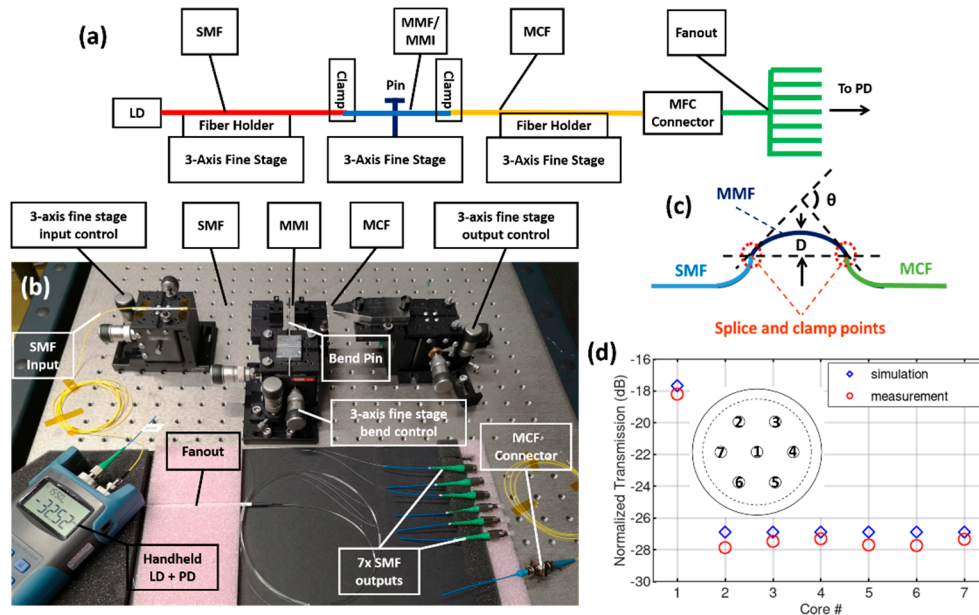 (a)
SMF
MMF/
MMI
MCF
Fanout
Clamp
Pin
Clamp
To PD
LD
Fiber Holder
Fiber Holder
MFC
Connector
3-Axis Fine Stage
3-Axis Fine Stage
3-Axis Fine Stage
3-axis fine stage
input control
SMF
MMI
MCF
3-axis fine stage
output control
(c)
MMF
θ
D
SMF
MCF
Splice and clamp points
(b)
SMF
Input
Bend Pin
3-axis fine stage
bend control
Fanout
MCF
Connector
1550
-3252
Handheld
LD + PD
7x SMF
outputs
(d)
-16
-18
-20
-22
-24
-26
-28
-30
Normalized Transmission (dB)
simulation
measurement
2
3
7
1
4
6
5
1 2 3 4 5 6 7
Core #